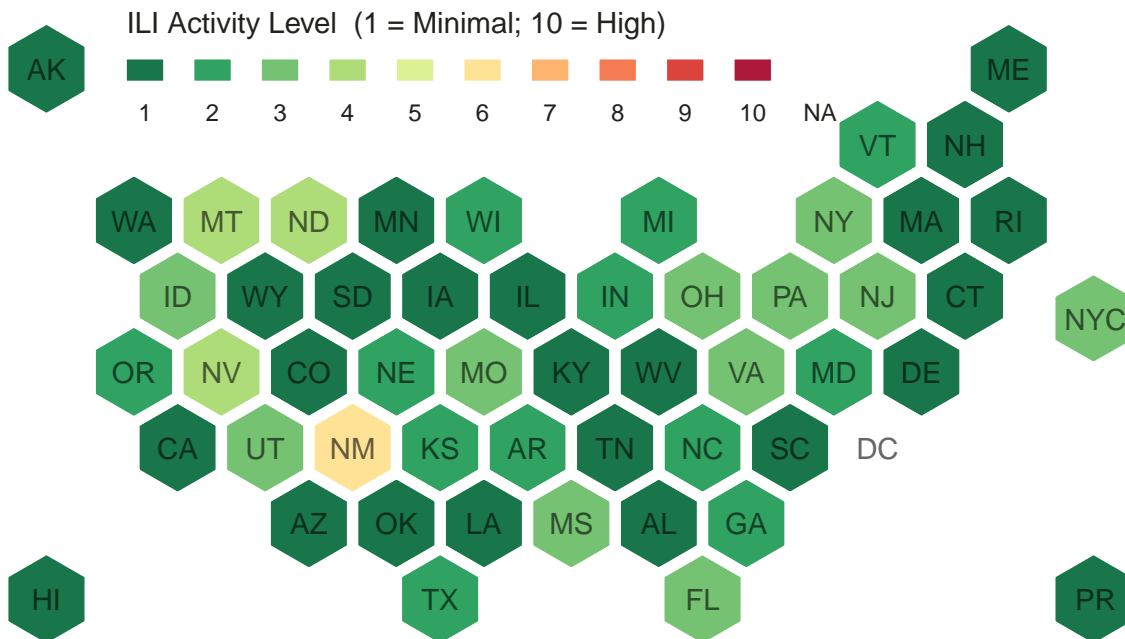 ILI Activity Level (1 = Minimal; 10 = High)
AK
ME
1 2 3 4 5 6 7 8 9 10 NA
VT NH
WA MT ND MN WI MI NY MA RI
ID WY SD IA IL IN OH PA NJ CT
NYC
OR NV CO NE MO KY WV VA MD DE
CA UT NM KS AR TN NC SC DC
AZ OK LA MS AL GA
HI TX FL PR